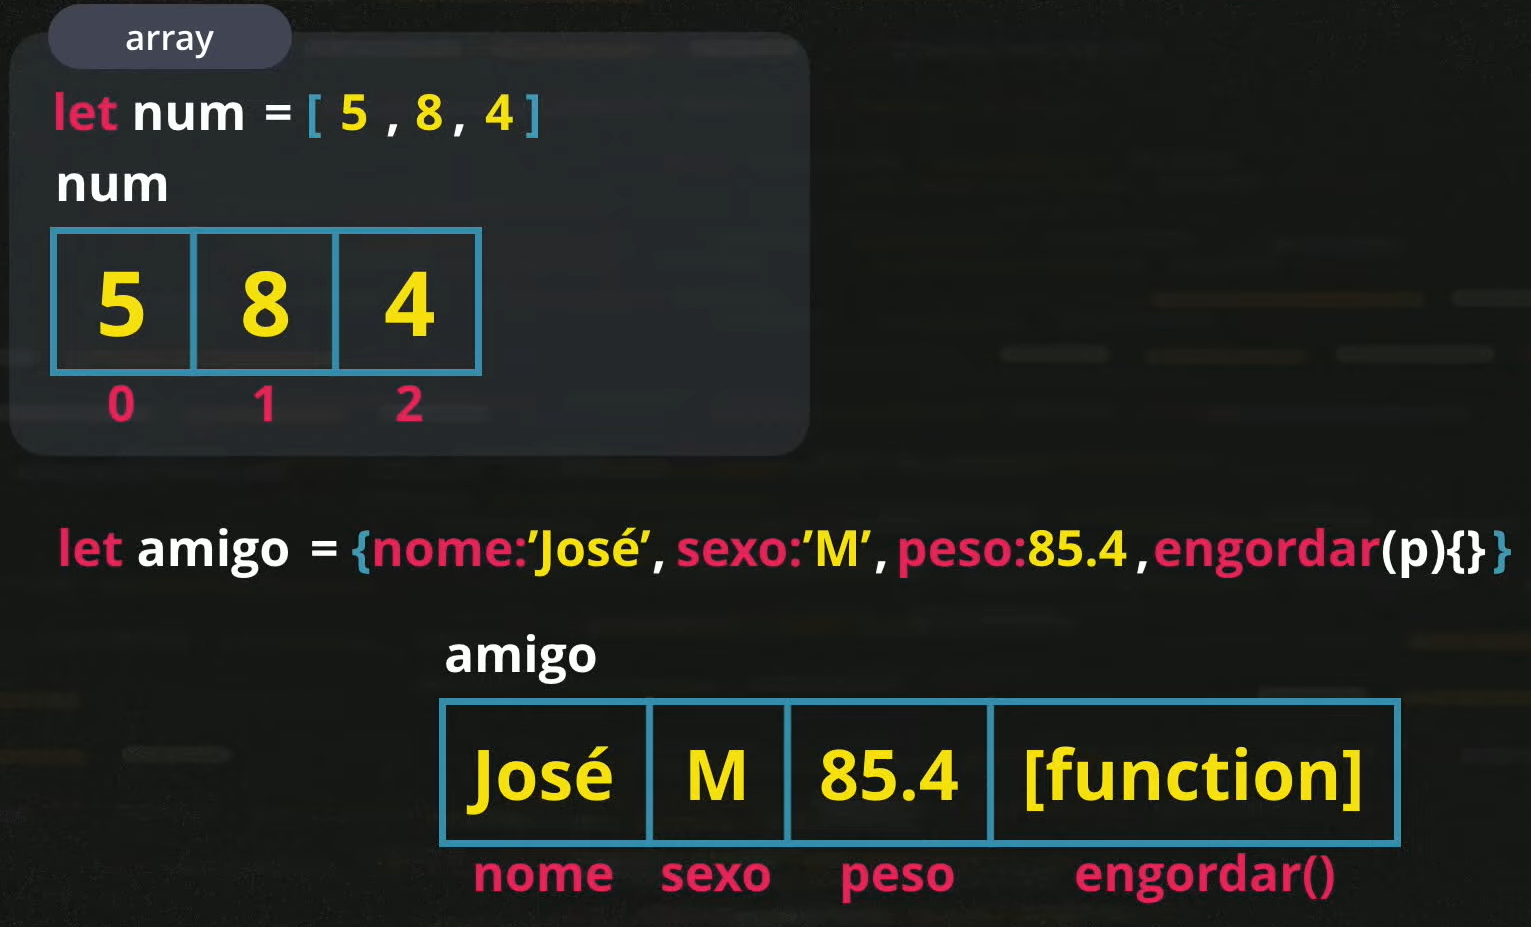 array
let num = [ 5 , 8 , 4 ]
num
5 8 4
0 1 2
let amigo = {nome:’José’, sexo:’M’, peso:85.4 ,engordar(p){} }
amigo
José M 85.4 [function]
nome sexo peso engordar()